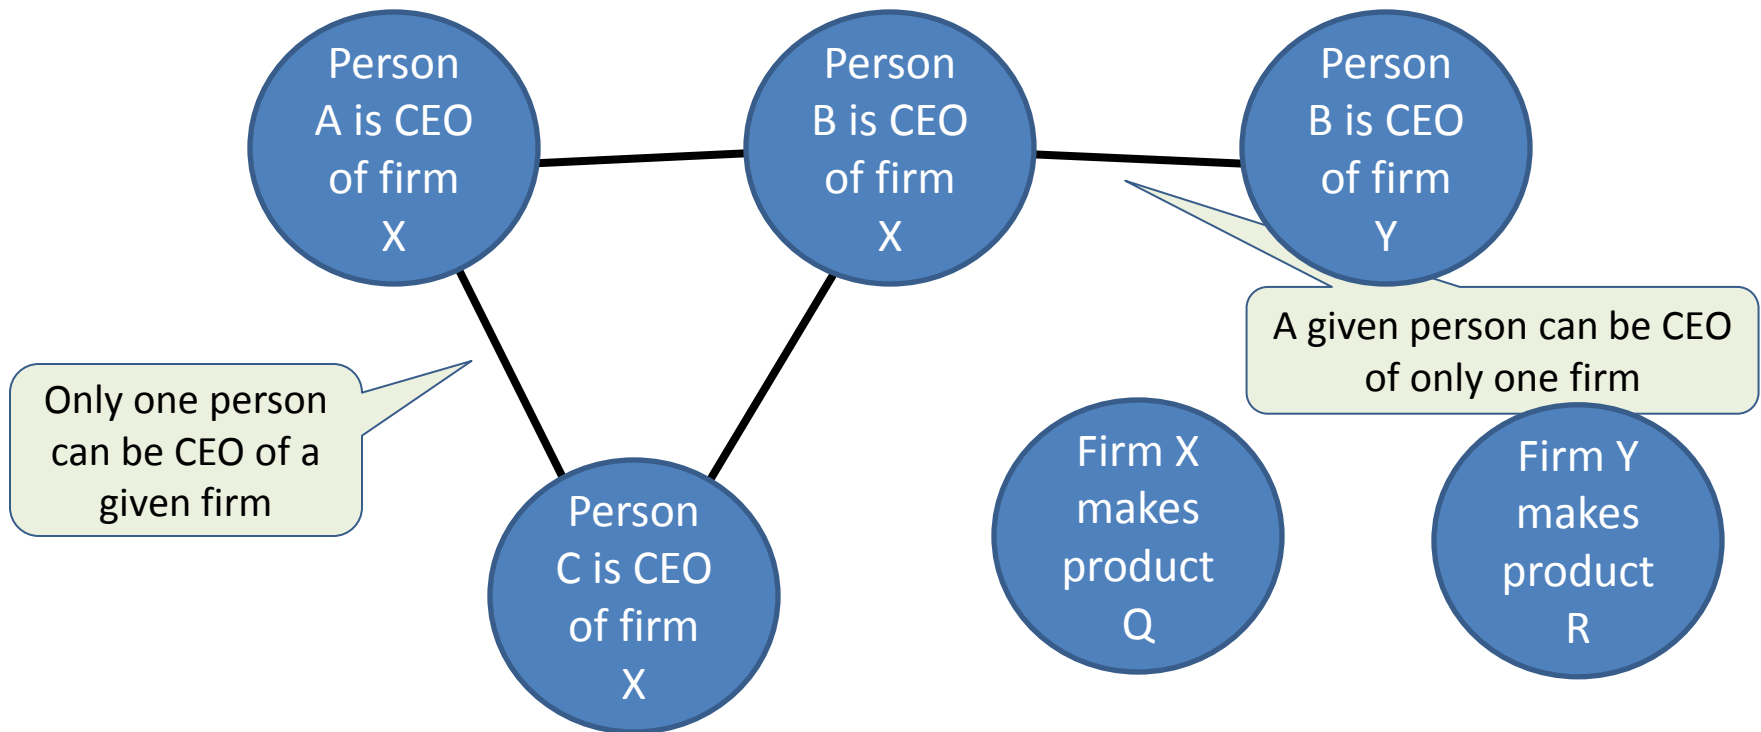 Person
A is CEO
of firm
X
Person
B is CEO
of firm
X
Person
B is CEO
of firm
Y
A given person can be CEO
of only one firm
Only one person
can be CEO of a
given firm
Person
C is CEO
of firm
X
Firm X
makes
product
Q
Firm Y
makes
product
R